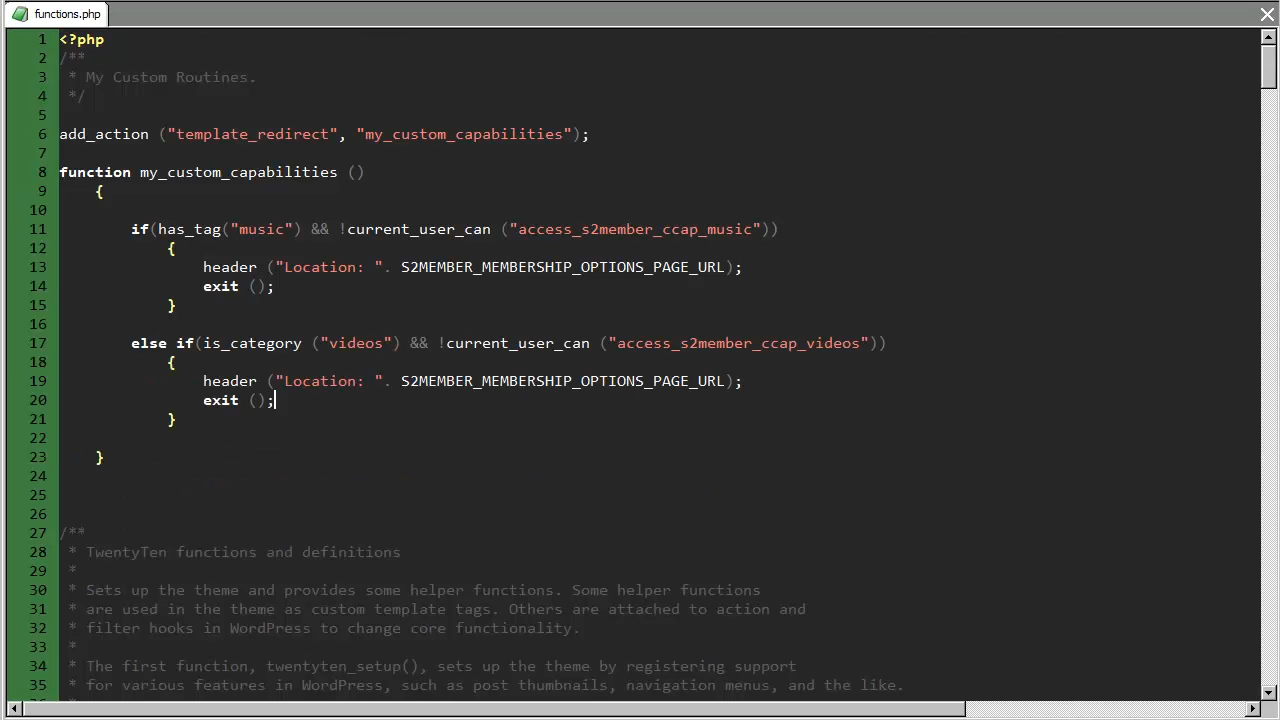 functions.php
1 <?php
2 /**
3  * My Custom Routines.
4  */
5
6 add_action ("template_redirect", "my_custom_capabilities");
7
8 function my_custom_capabilities ()
9     {
10
11         if(has_tag("music") && !current_user_can ("access_s2member_ccap_music"))
12             {
13                 header ("Location: ". S2MEMBER_MEMBERSHIP_OPTIONS_PAGE_URL);
14                 exit ();
15             }
16
17         else if(is_category ("videos") && !current_user_can ("access_s2member_ccap_videos"))
18             {
19                 header ("Location: ". S2MEMBER_MEMBERSHIP_OPTIONS_PAGE_URL);
20                 exit ();
21             }
22
23     }
24
25
26
27 /**
28  * TwentyTen functions and definitions
29  *
30  * Sets up the theme and provides some helper functions. Some helper functions
31  * are used in the theme as custom template tags. Others are attached to action and
32  * filter hooks in WordPress to change core functionality.
33  *
34  * The first function, twentyten_setup(), sets up the theme by registering support
35  * for various features in WordPress, such as post thumbnails, navigation menus, and the like.